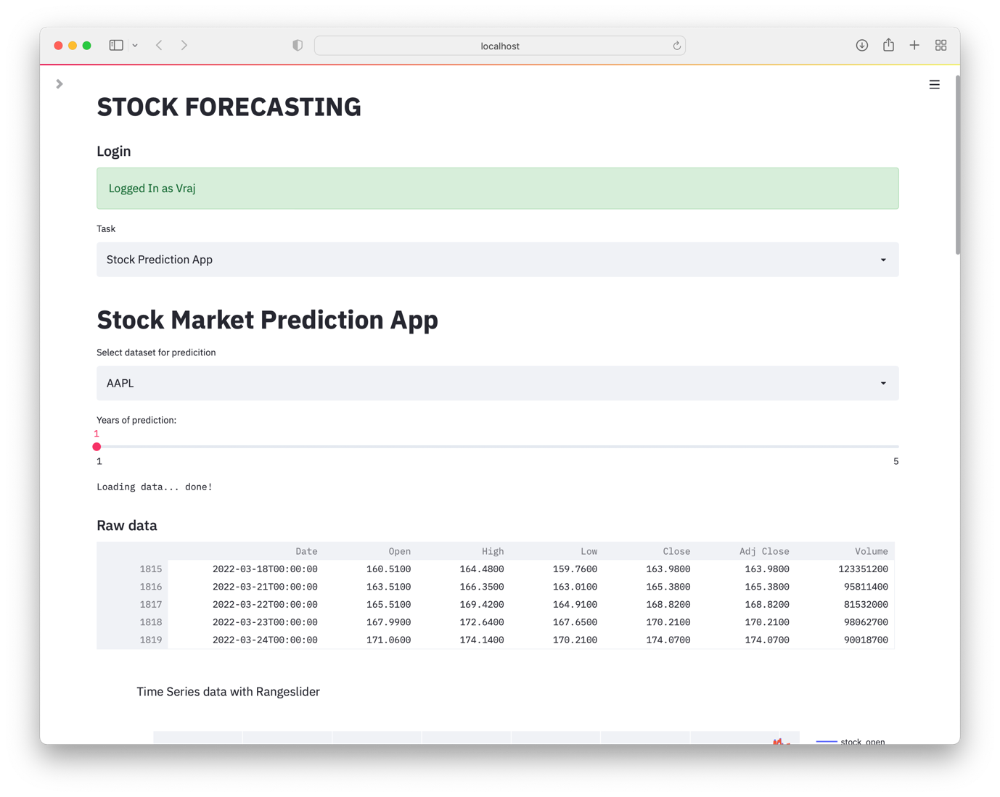 localhost
STOCK FORECASTING
Login
Logged In as Vraj
Task
Stock Prediction App
Stock Market Prediction App
Select dataset for predicition
AAPL
Years of prediction:
1
1 5
Loading data... done!
Raw data
Date Open High Low Close Adj Close Volume
1815 2022-03-18T00:00:00 160.5100 164.4800 159.7600 163.9800 163.9800 123351200
1816 2022-03-21T00:00:00 163.5100 166.3500 163.0100 165.3800 165.3800 95811400
1817 2022-03-22T00:00:00 165.5100 169.4200 164.9100 168.8200 168.8200 81532000
1818 2022-03-23T00:00:00 167.9900 172.6400 167.6500 170.2100 170.2100 98062700
1819 2022-03-24T00:00:00 171.0600 174.1400 170.2100 174.0700 174.0700 90018700
Time Series data with Rangeslider
stock_open